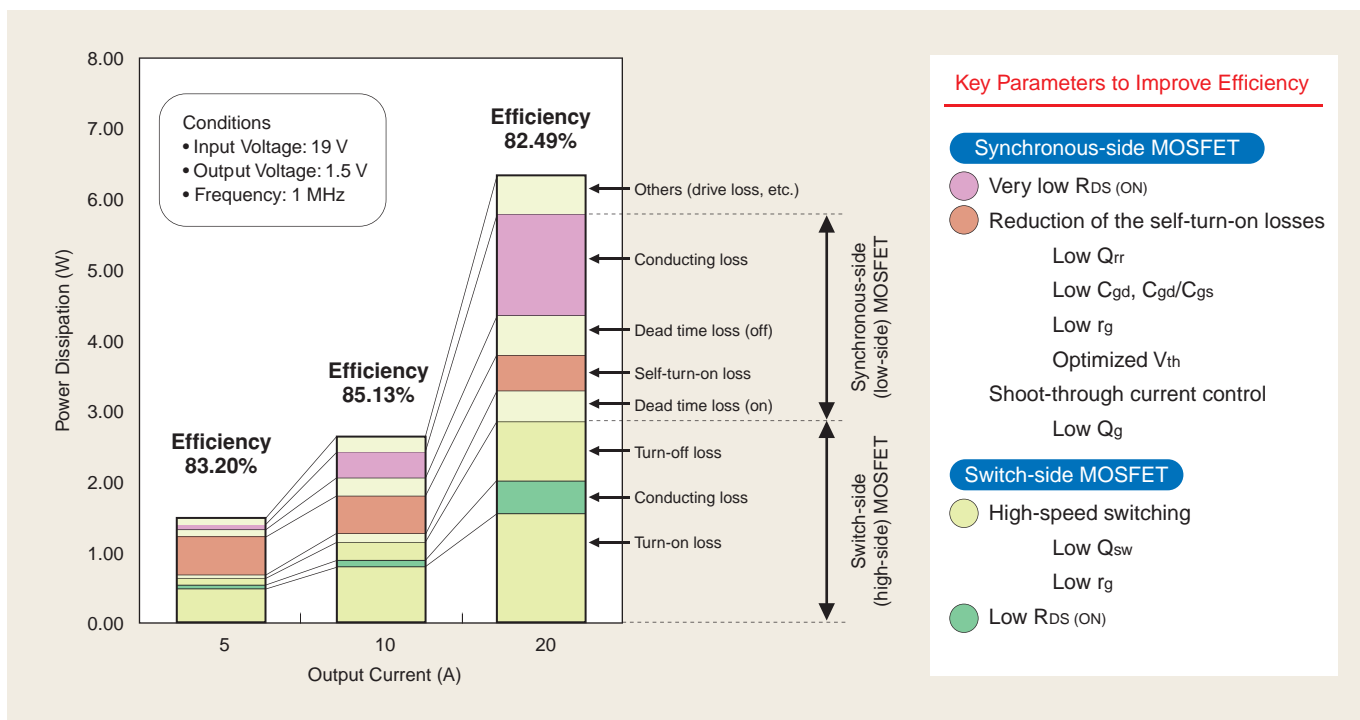 8.00
7.00
6.00
5.00
4.00
3.00
2.00
1.00
0.00
Power Dissipation (W)
Conditions
• Input Voltage: 19 V
• Output Voltage: 1.5 V
• Frequency: 1 MHz
Efficiency
83.20%
Efficiency
85.13%
Efficiency
82.49%
5
10
20
Output Current (A)
Others (drive loss, etc.)
Conducting loss
Dead time loss (off)
Self-turn-on loss
Dead time loss (on)
Turn-off loss
Conducting loss
Turn-on loss
Synchronous-side
(low-side) MOSFET
Switch-side
(high-side) MOSFET
Key Parameters to Improve Efficiency
Synchronous-side MOSFET
Very low RDS (ON)
Reduction of the self-turn-on losses
Low Qrr
Low Cgd, Cgd/Cgs
Low rg
Optimized Vth
Shoot-through current control
Low Qg
Switch-side MOSFET
High-speed switching
Low Qsw
Low rg
Low RDS (ON)